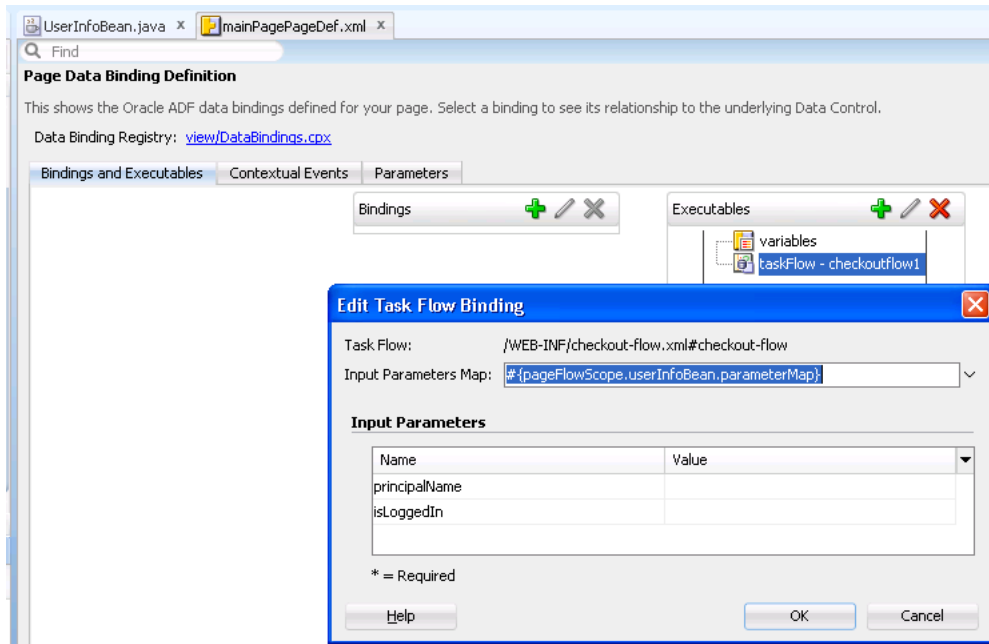 UserInfoBean.java x mainPagePageDef.xml x
Find
Page Data Binding Definition
This shows the Oracle ADF data bindings defined for your page. Select a binding to see its relationship to the underlying Data Control.
Data Binding Registry: view/DataBindings.cpx
Bindings and Executables Contextual Events Parameters
Bindings Executables
variables
taskFlow - checkoutflow1
Edit Task Flow Binding
Task Flow: /WEB-INF/checkout-flow.xml#checkout-flow
Input Parameters Map: #{pageFlowScope.userInfoBean.parameterMap}
Input Parameters
Name Value
principalName
isLoggedIn
* = Required
Help OK Cancel